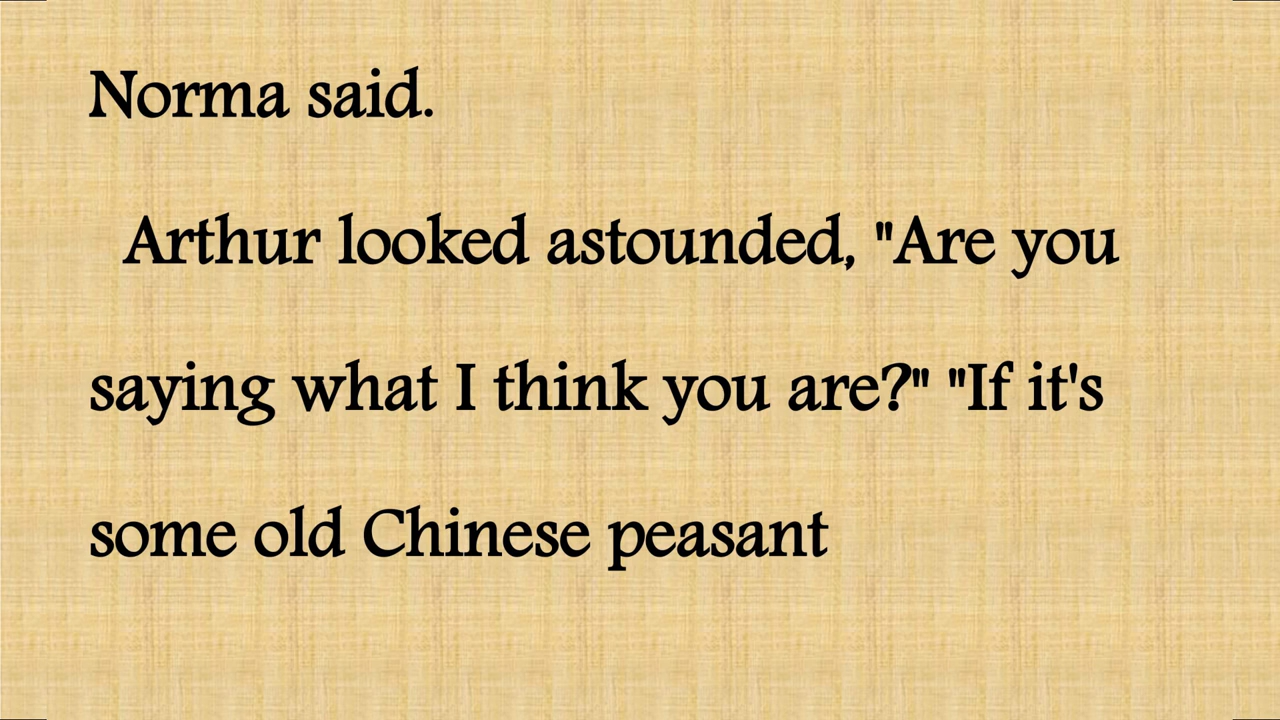 Norma said.
Arthur looked astounded, "Are you
saying what I think you are?" "If it's
some old Chinese peasant